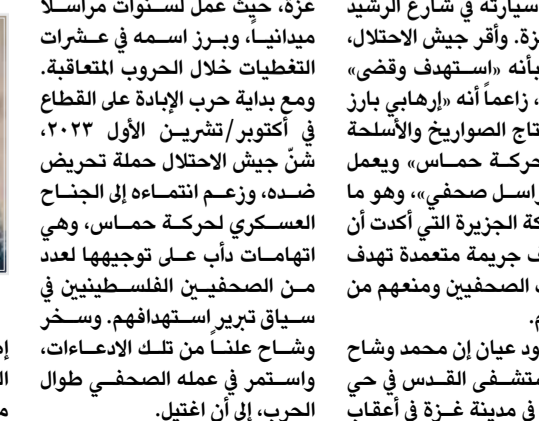 سيارته في شارع الرشيد
غزة. وأقر جيش الاحتلال،
بأنه «استهدف وقضى»
، زاعماً أنه «إرهابي بارز
تاج الصواريخ والأسلحة
حركة حماس» ويعمل
راسل صحفي»، وهو ما
كة الجزيرة التي أكدت أن
ف جريمة متعمدة تهدف
ف الصحفيين ومنعهم من
م.
ود عيان إن محمد وشاح
مستشفى القدس في حي
في مدينة غزة في أعقاب
غزة، حيث عمل لسنوات مراسلاً
ميدانياً، وبرز اسمه في عشرات
التغطيات خلال الحروب المتعاقبة.
ومع بداية حرب الإبادة على القطاع
في أكتوبر/تشرين الأول ٢٠٢٣،
شنّ جيش الاحتلال حملة تحريض
ضده، وزعم انتماءه إلى الجناح
العسكري لحركة حماس، وهي
اتهامات دأب على توجيهها لعدد
من الصحفيين الفلسطينيين في
سياق تبرير استهدافهم. وسخر
وشاح علناً من تلك الادعاءات،
واستمر في عمله الصحفي طوال
الحرب، إلى أن اغتيل.